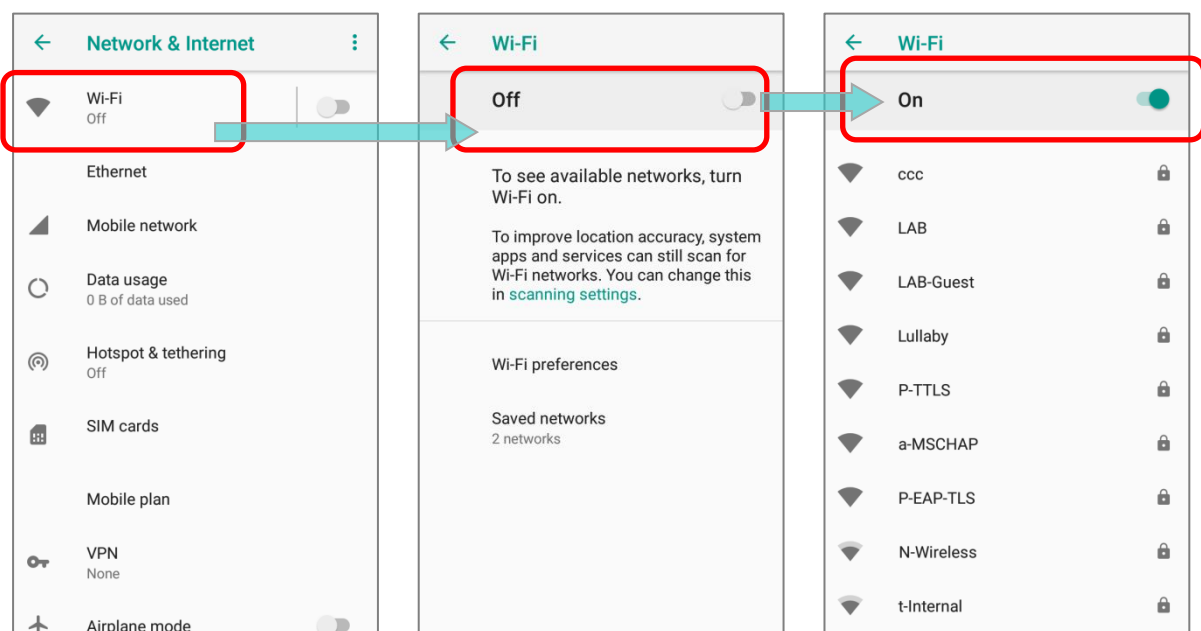 Network & Internet
Wi-Fi
Off
Ethernet
Mobile network
Data usage
0 B of data used
Hotspot & tethering
Off
SIM cards
Mobile plan
VPN
None
Airplane mode
Wi-Fi
Off
To see available networks, turn
Wi-Fi on.
To improve location accuracy, system
apps and services can still scan for
Wi-Fi networks. You can change this
in scanning settings.
Wi-Fi preferences
Saved networks
2 networks
Wi-Fi
On
ccc
LAB
LAB-Guest
Lullaby
P-TTLS
a-MSCHAP
P-EAP-TLS
N-Wireless
t-Internal